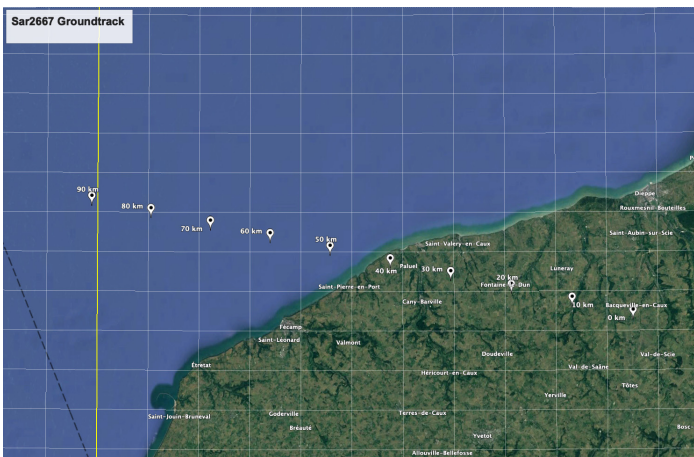 Sar2667 Groundtrack
Dieppe
90 km
Rouxmesnil-Bouteilles
80 km
70 km
60 km
Saint-Aubin-sur-Scie
50 km
Saint-Valery-en-Caux
40 km
Paluel
30 km
Luneray
20 km
Fontaine-le-Dun
Saint-Pierre-en-Port
Cany-Barville
10 km
Bacqueville-en-Caux
0 km
Fécamp
Saint-Léonard
Valmont
Doudeville
Val-de-Scie
Étretat
Héricourt-en-Caux
Val-de-Saâne
Tôtes
Yerville
Saint-Jouin-Bruneval
Goderville
Terres-de-Caux
Bréauté
Bosc-
Yvetot
Allouville-Bellefosse